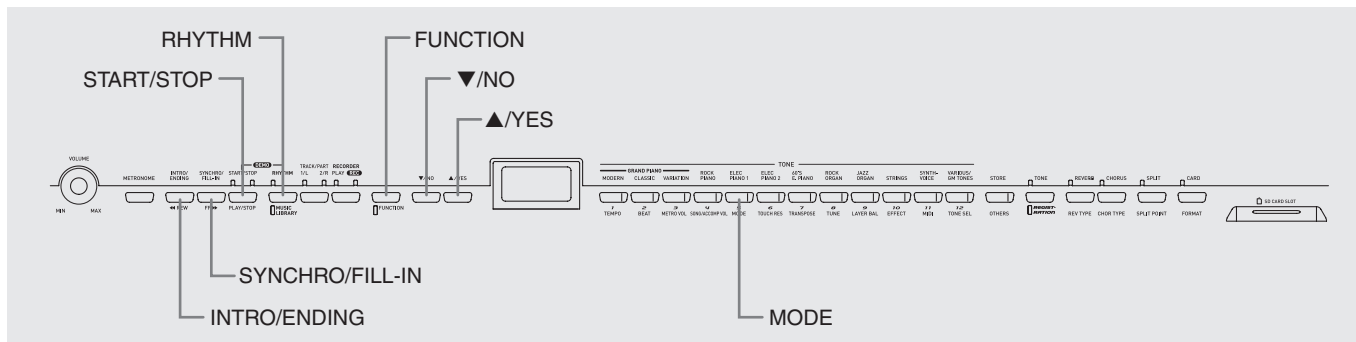 RHYTHM
FUNCTION
START/STOP
▼/NO
▲/YES
VOLUME
MIN MAX
METRONOME
INTRO/ENDING
◀◀ REW
SYNCHRO/FILL-IN
FF ▶▶
DEMO
START/STOP
PLAY/STOP
RHYTHM
MUSIC LIBRARY
TRACK/PART
1/L 2/R
RECORDER
PLAY REC
FUNCTION
▼/NO
▲/YES
TONE
GRAND PIANO
MODERN CLASSIC VARIATION
ROCK PIANO
ELEC PIANO 1
ELEC PIANO 2
60'S E. PIANO
ROCK ORGAN
JAZZ ORGAN
STRINGS
SYNTH-VOICE
VARIOUS/GM TONES
STORE
TONE
REVERB
CHORUS
SPLIT
CARD
1 2 3 4 5 6 7 8 9 10 11 12
TEMPO BEAT METRO VOL SONG/ACCOMP VOL MODE TOUCH RES TRANSPOSE TUNE LAYER BAL EFFECT MIDI TONE SEL OTHERS
REGIST-RATION
REV TYPE CHOR TYPE SPLIT POINT FORMAT
SD CARD SLOT
SYNCHRO/FILL-IN
INTRO/ENDING
MODE